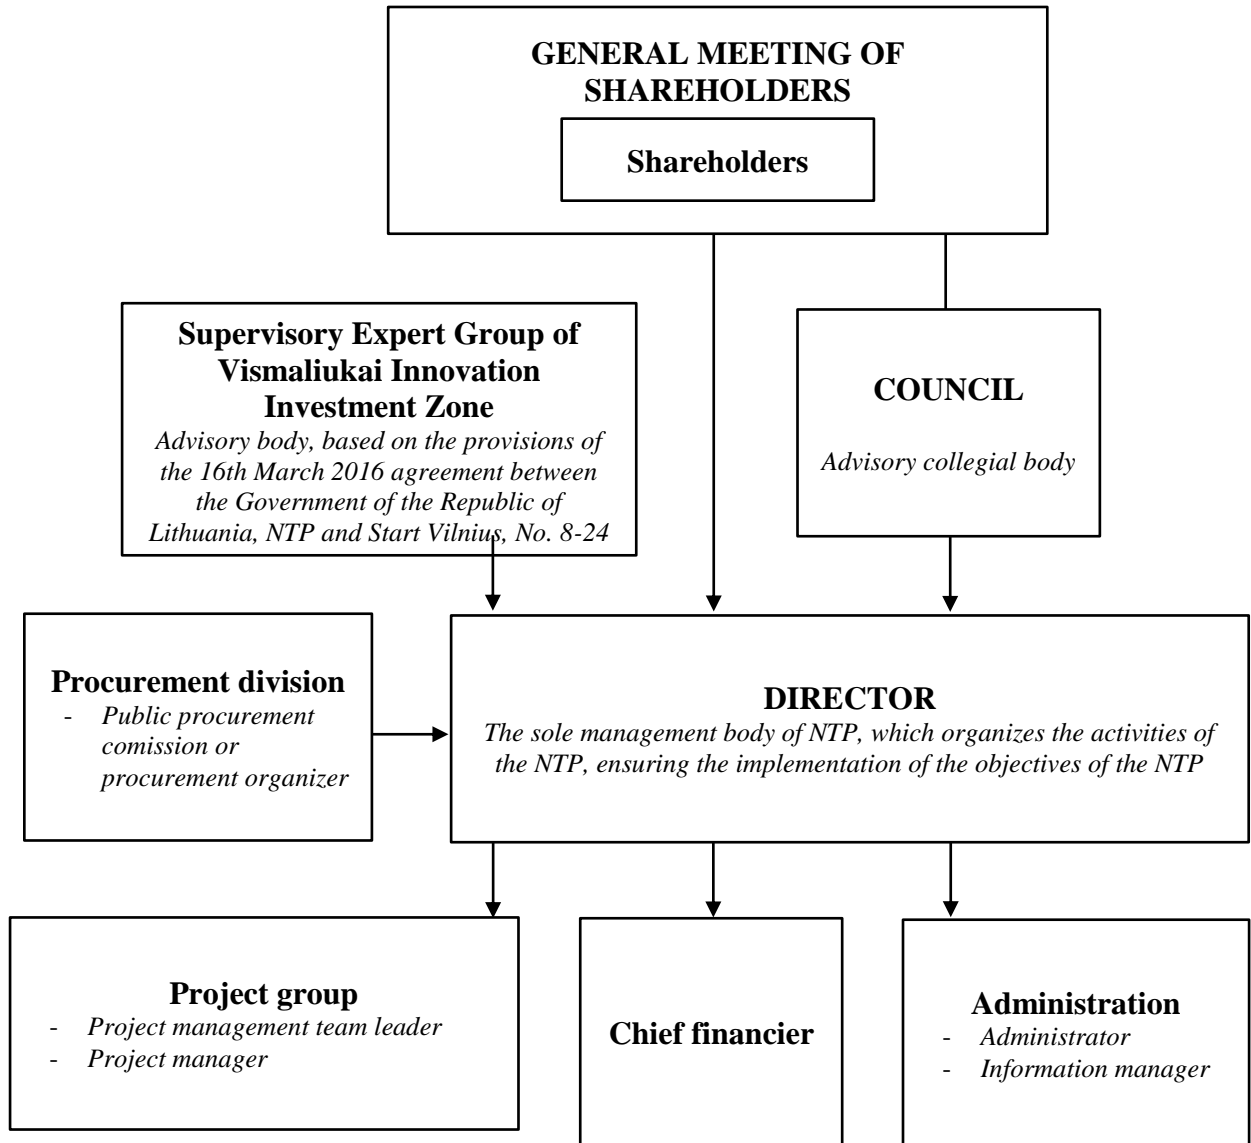 GENERAL MEETING OF
SHAREHOLDERS
Shareholders
Supervisory Expert Group of
Vismaliukai Innovation
Investment Zone
Advisory body, based on the provisions of
the 16th March 2016 agreement between
the Government of the Republic of
Lithuania, NTP and Start Vilnius, No. 8-24
COUNCIL
Advisory collegial body
Procurement division
- Public procurement
comission or
procurement organizer
DIRECTOR
The sole management body of NTP, which organizes the activities of
the NTP, ensuring the implementation of the objectives of the NTP
Project group
- Project management team leader
- Project manager
Chief financier
Administration
- Administrator
- Information manager